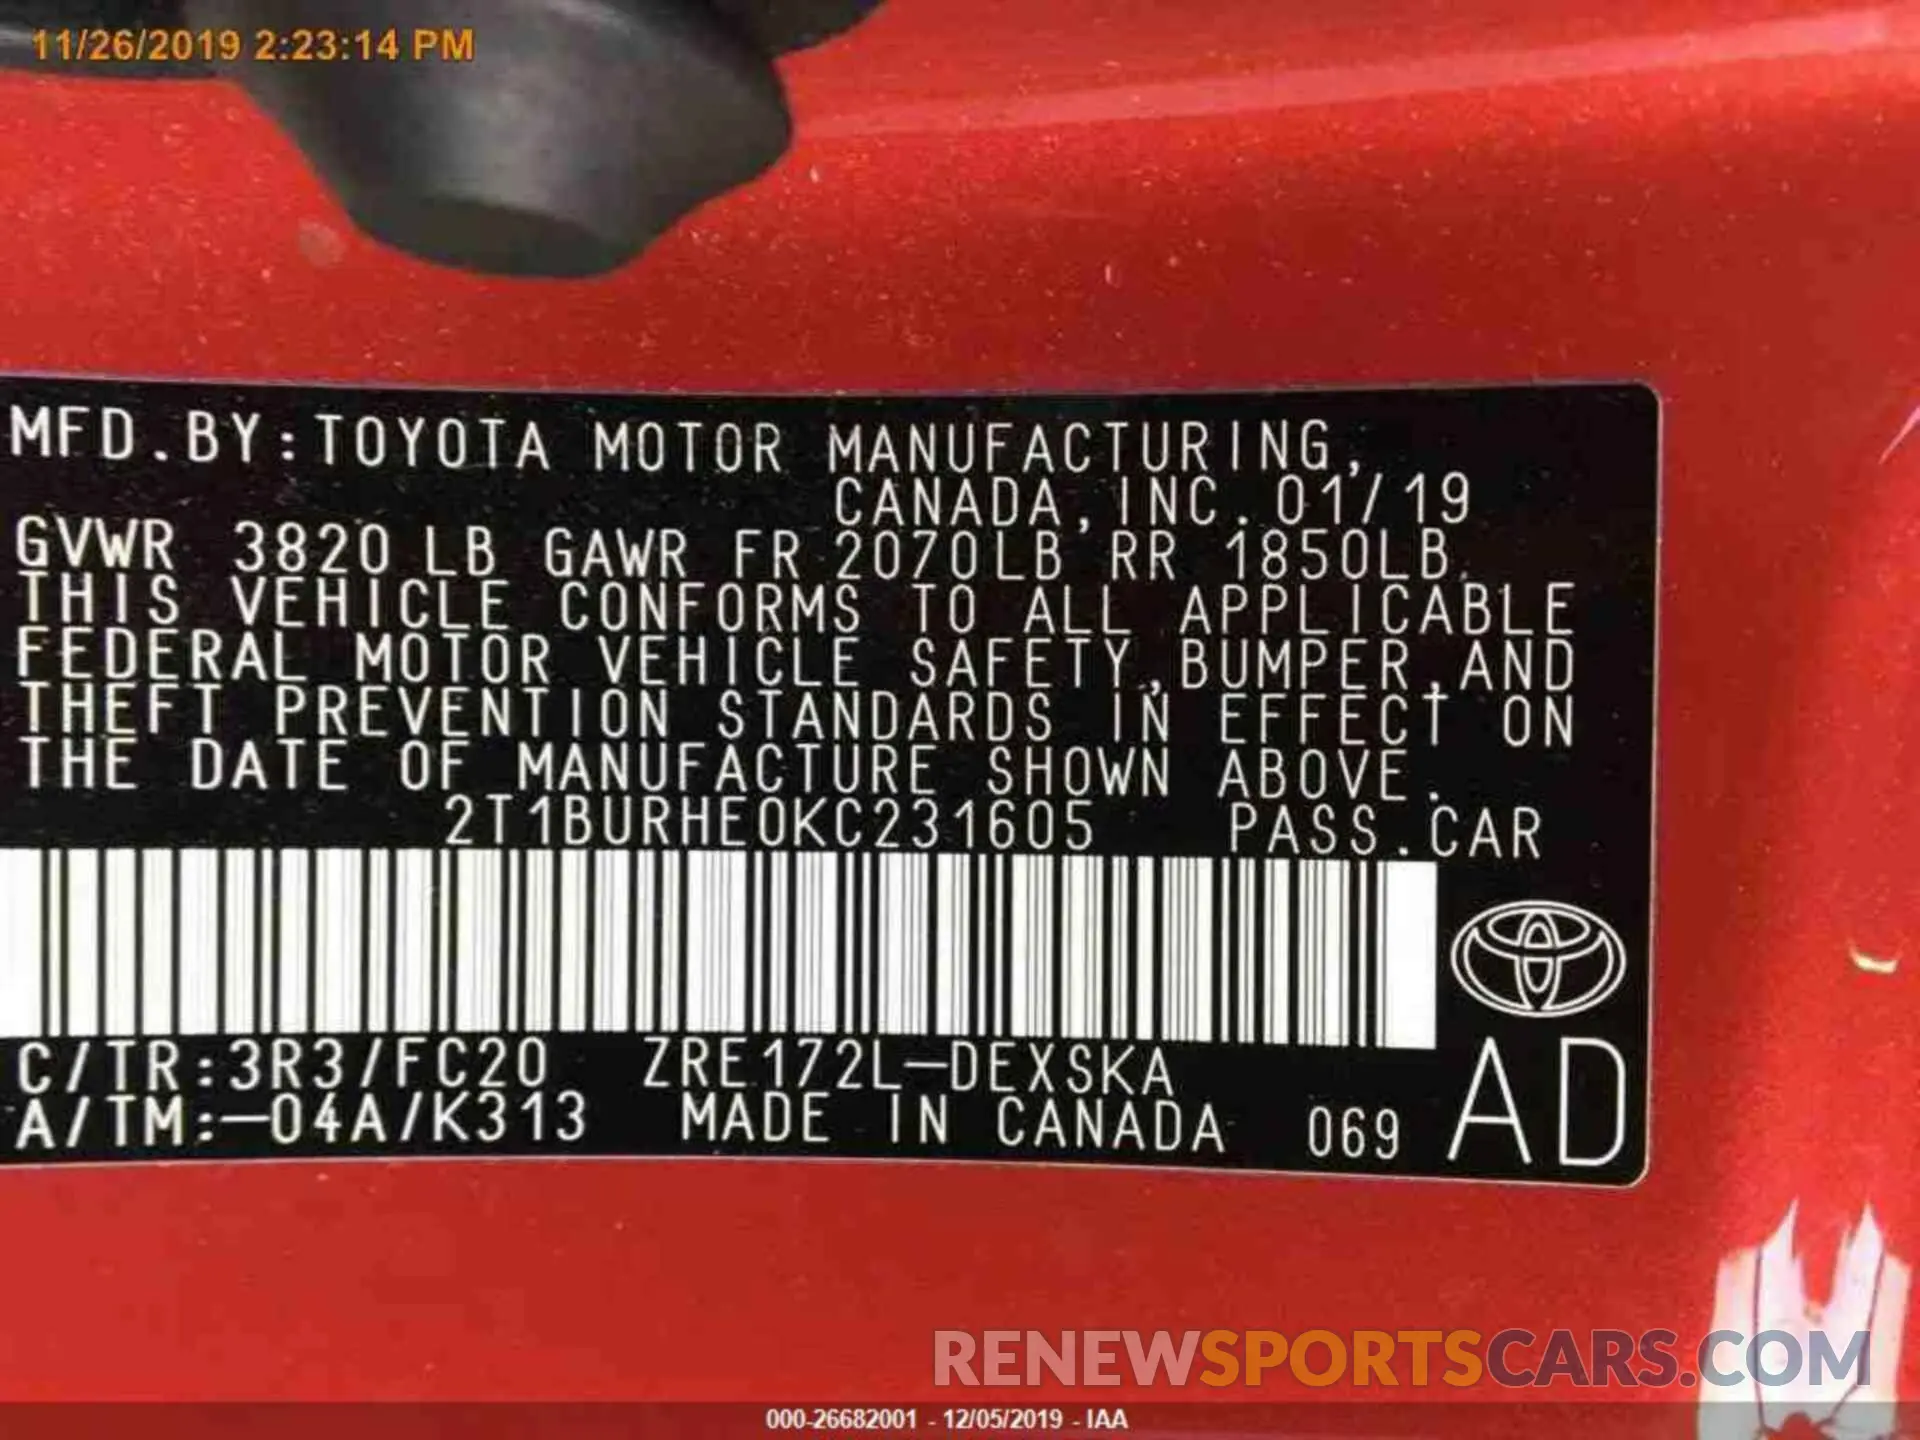 11/26/2019 2:23:14 PM
MFD.BY:TOYOTA MOTOR MANUFACTURING,
CANADA,INC.01/19
GVWR 3820LB GAWR FR 2070LB RR 1850LB
THIS VEHICLE CONFORMS TO ALL APPLICABLE
FEDERAL MOTOR VEHICLE SAFETY,BUMPER,AND
THEFT PREVENTION STANDARDS IN EFFECT ON
THE DATE OF MANUFACTURE SHOWN ABOVE.
2T1BURHE0KC231605 PASS.CAR
C/TR:3R3/FC20 ZRE172L-DEXSKA
A/TM:-04A/K313 MADE IN CANADA 069 AD
RENEWSPORTSCARS.COM
000-26682001 - 12/05/2019 - IAA